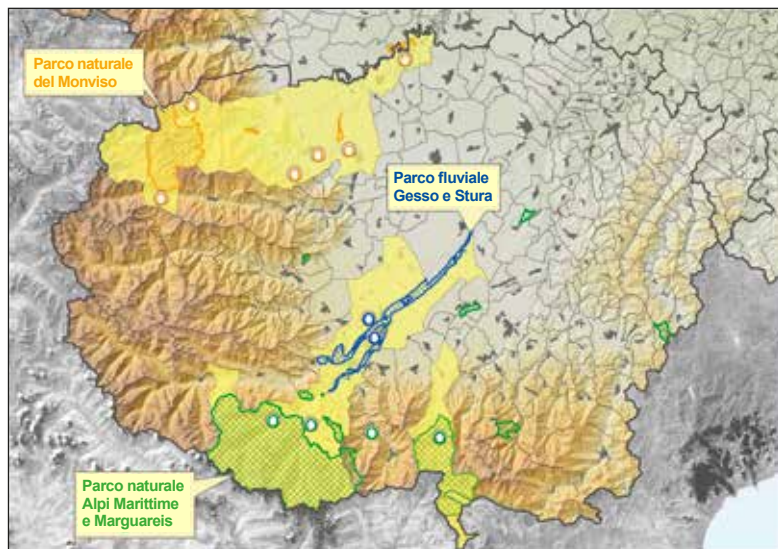 Parco naturale
del Monviso
Parco fluviale
Gesso e Stura
Parco naturale
Alpi Marittime
e Marguareis